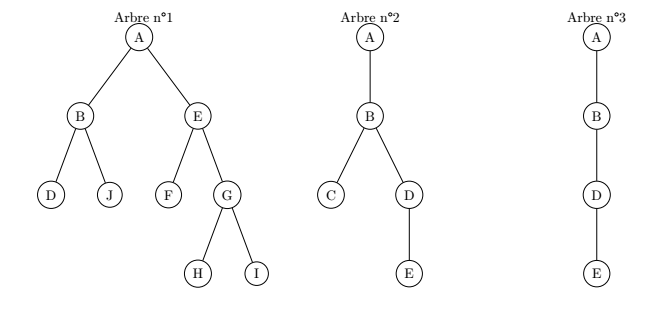 Arbre n°1 Arbre n°2 Arbre n°3
A A A
B E B B
D J F G C D D
H I E E